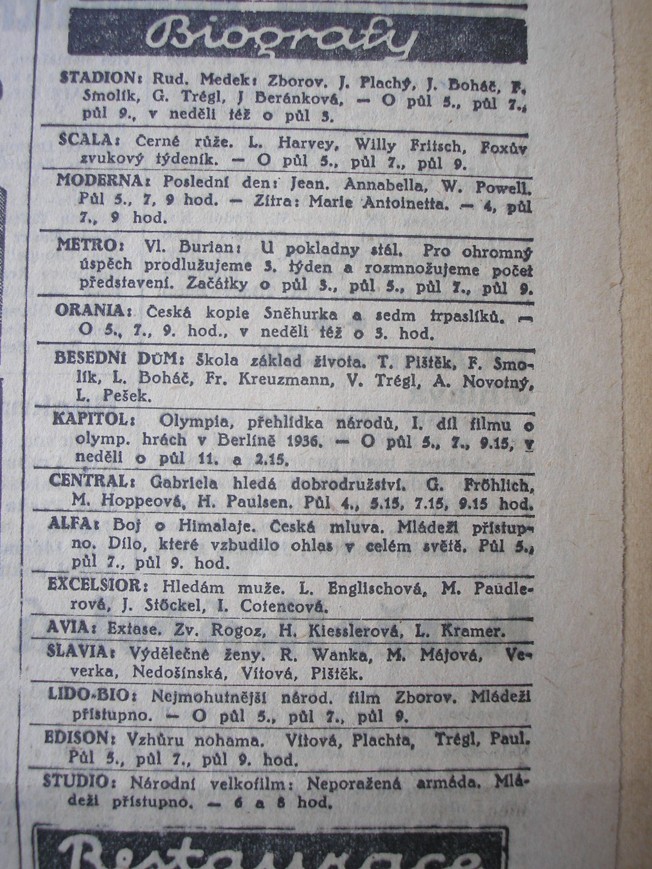 Biografy
STADION: Rud. Medek: Zborov. J. Plachý, J. Boháč, F.
Smolík, G. Trégl, J Beránková, — O půl 5., půl 7.,
půl 9., v neděli též o půl 3.
SCALA: Černé růže. L. Harvey, Willy Fritsch, Foxův
zvukový týdeník. — O půl 5., půl 7., půl 9.
MODERNA: Poslední den: Jean. Annabella, W. Powell.
Půl 5., 7, 9 hod. — Zítra: Marie Antoinetta. — 4, půl
7., 9 hod.
METRO: Vl. Burian: U pokladny stál. Pro ohromný
úspěch prodlužujeme 3. týden a rozmnožujeme počet
představení. Začátky o půl 3., půl 5., půl 7., půl 9.
ORANIA: Česká kopie Sněhurka a sedm trpaslíků. —
O 5., 7., 9. hod., v neděli též o 3. hod.
BESEDNÍ DŮM: Škola základ života. T. Pištěk, F. Smo-
lík, L. Boháč, Fr. Kreuzmann, V. Trégl, A. Novotný,
L. Pešek.
KAPITOL: Olympia, přehlídka národů, I. díl filmu o
olymp. hrách v Berlíně 1936. — O půl 5., 7., 9.15, v
neděli o půl 11. a 2.15.
CENTRAL: Gabriela hledá dobrodružství. G. Fröhlich,
M. Hoppeová, H. Paulsen. Půl 4., 5.15, 7.15, 9.15 hod.
ALFA: Boj o Himalaje. Česká mluva. Mládeži přístup-
no. Dílo, které vzbudilo ohlas v celém světě. Půl 5.,
půl 7., půl 9. hod.
EXCELSIOR: Hledám muže. L. Englischová, M. Paudle-
rová, J. Stöckel, I. Cotencová.
AVIA: Extase. Zv. Rogoz, H. Kiesslerová, L. Kramer.
SLAVIA: Výdělečné ženy. R. Wanka, M. Májová, Ve-
verka, Nedošínská, Vítová, Pištěk.
LIDO-BIO: Nejmohutnější národ. film Zborov. Mládeži
přístupno. — O půl 5., půl 7., půl 9.
EDISON: Vzhůru nohama. Vítová, Plachta, Trégl, Paul.
Půl 5., půl 7., půl 9. hod.
STUDIO: Národní velkofilm: Neporažená armáda. Mlá-
deži přístupno. — 6 a 8 hod.
Restaurace